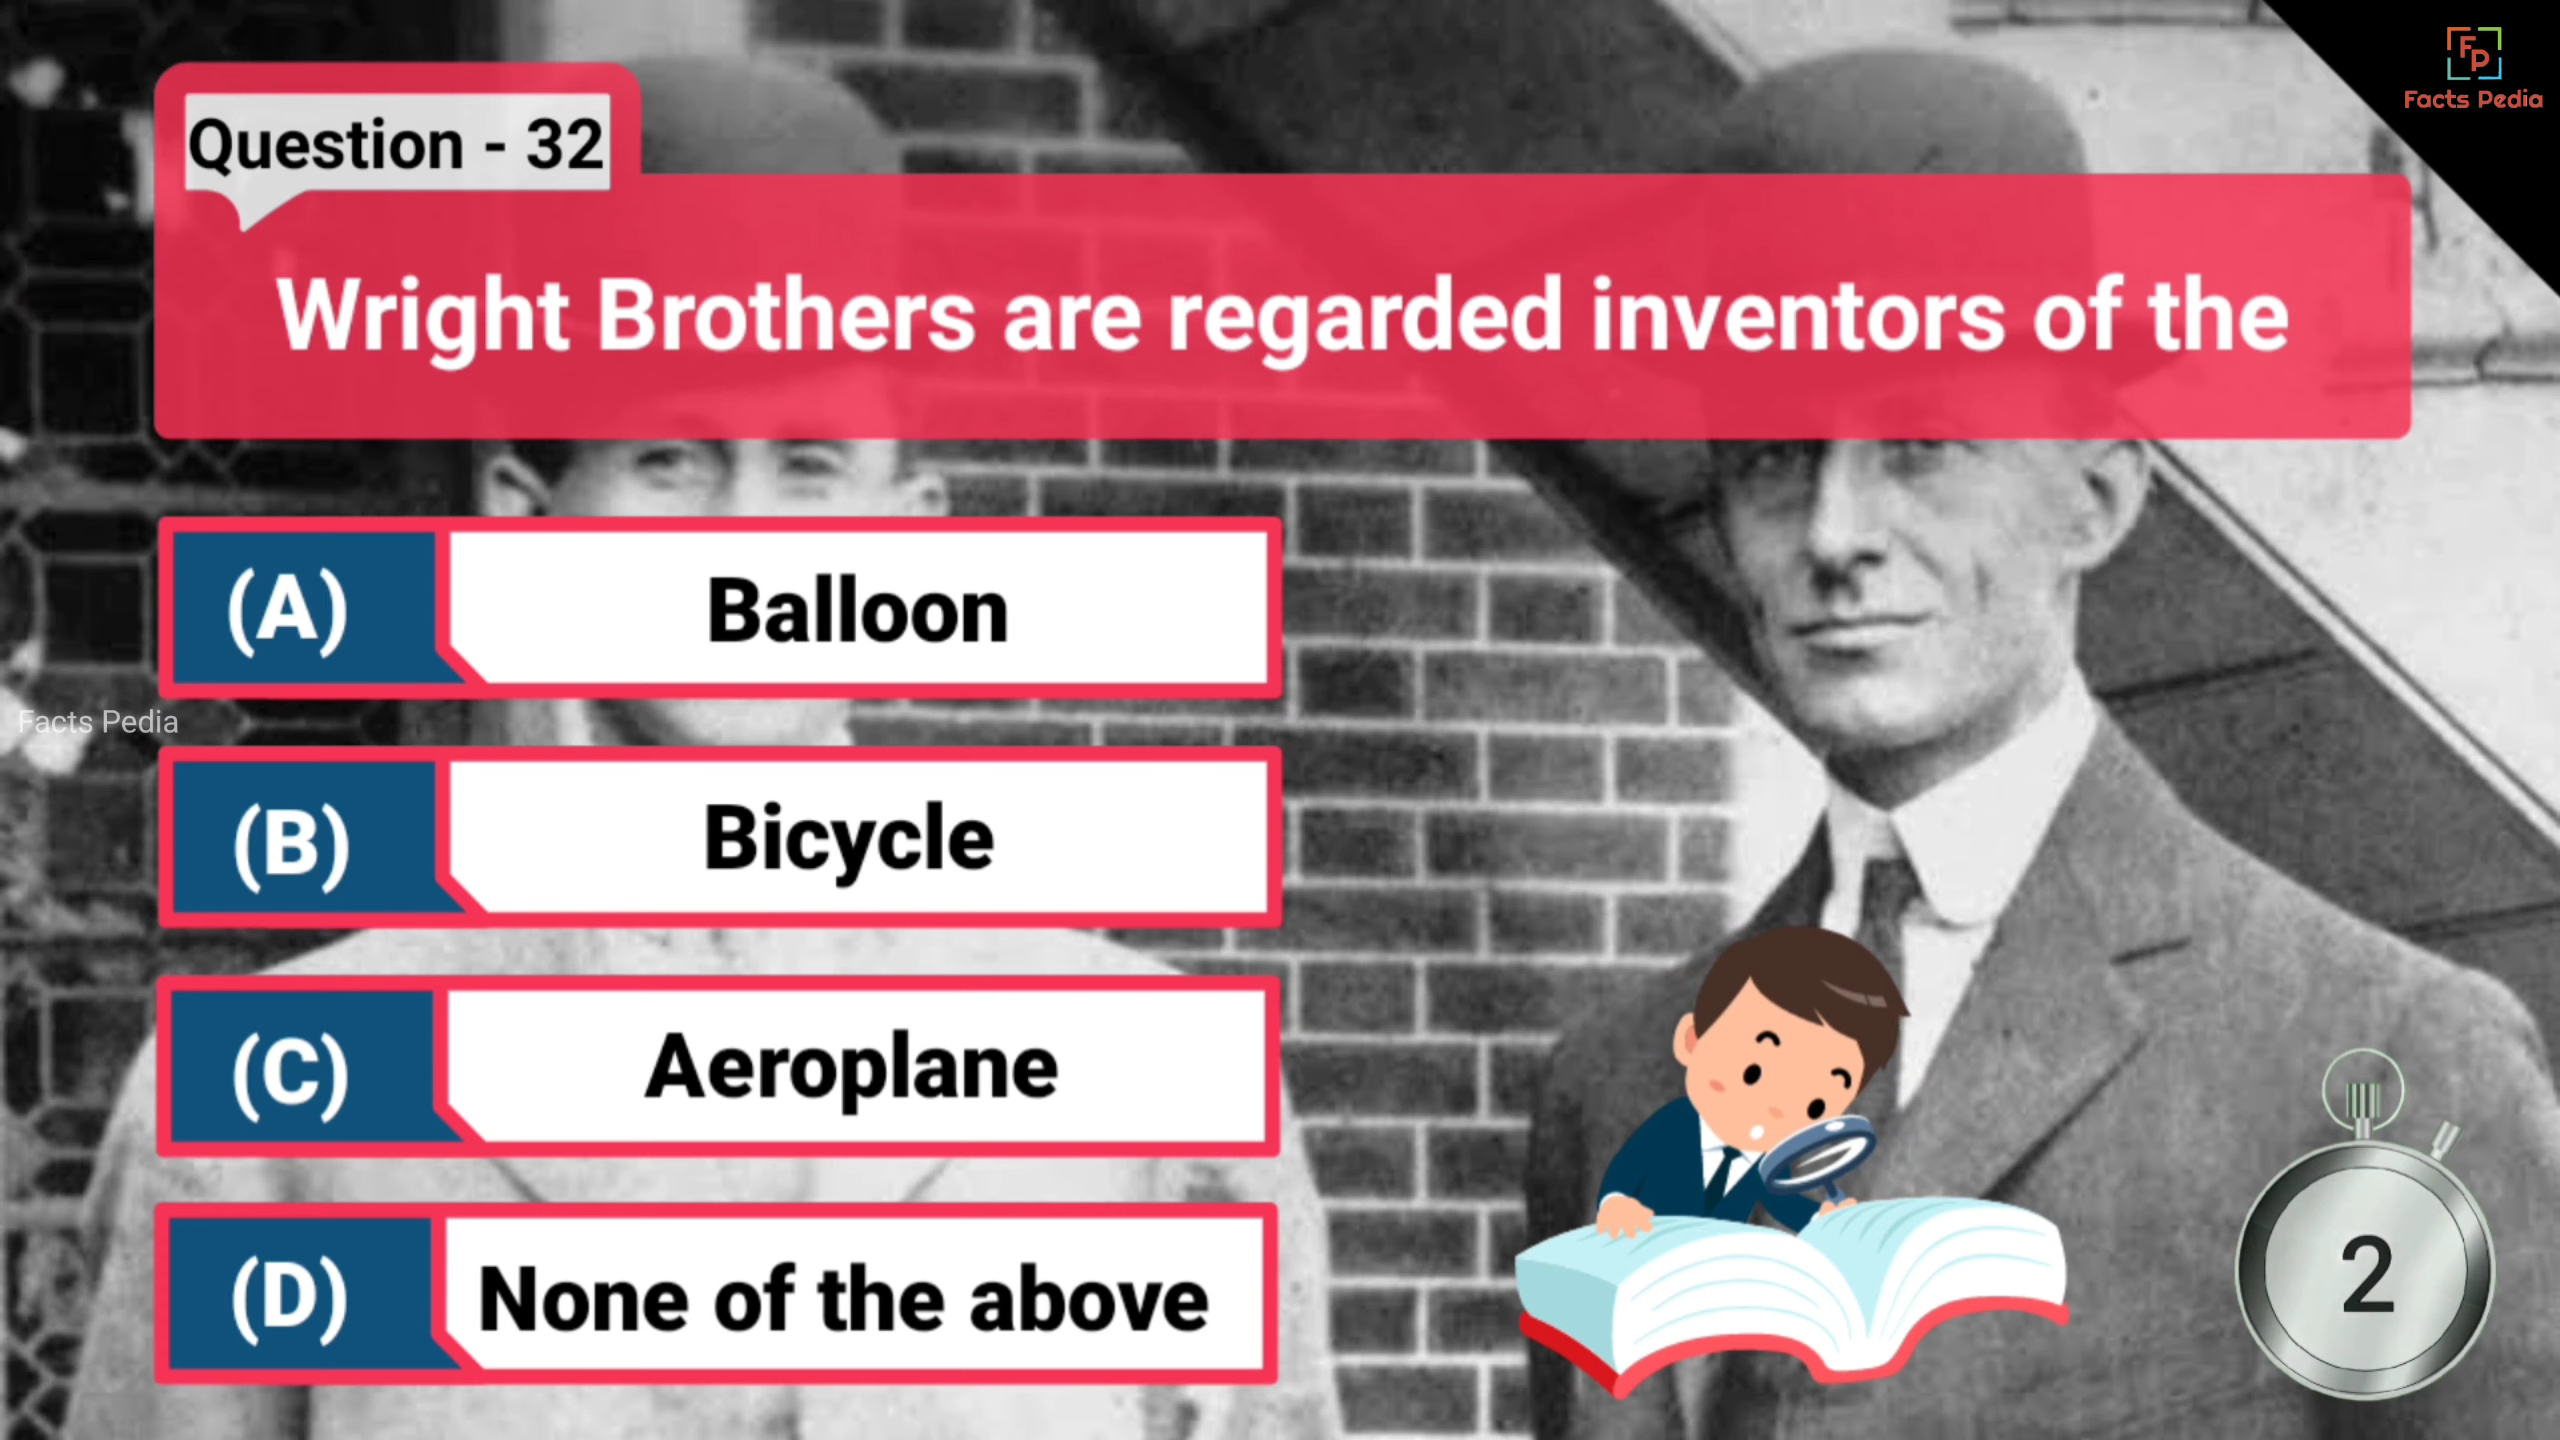 FP
Facts Pedia
Question - 32
Wright Brothers are regarded inventors of the
(A) Balloon
Facts Pedia
(B) Bicycle
(C) Aeroplane
(D) None of the above
2